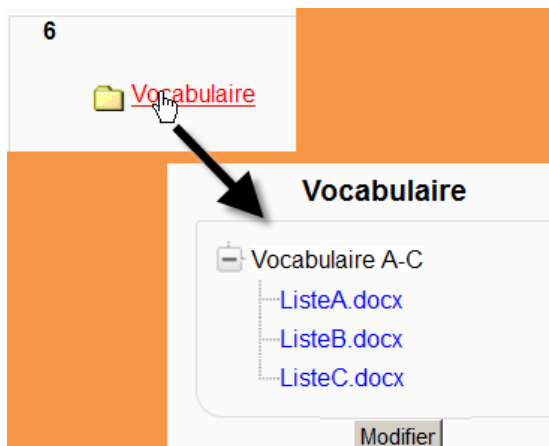 6
Vocabulaire
Vocabulaire
Vocabulaire A-C
ListeA.docx
ListeB.docx
ListeC.docx
Modifier